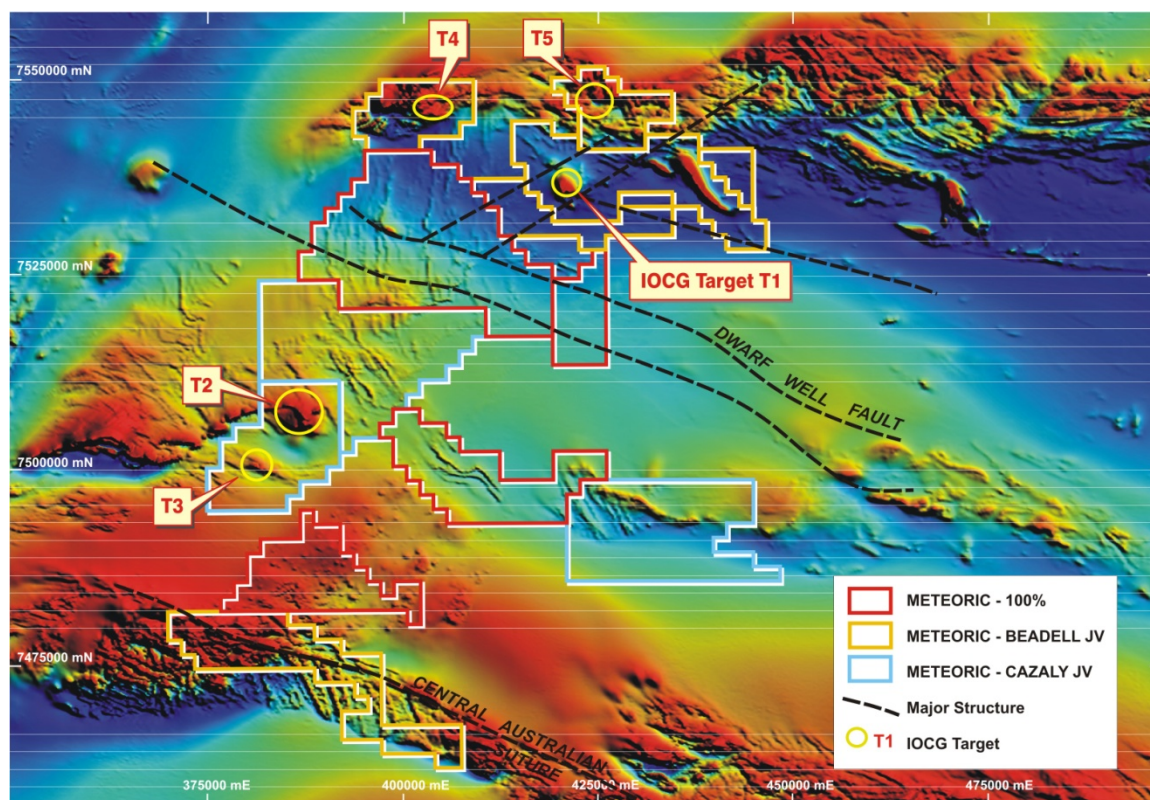 T4
T5
7550000 mN
IOCG Target T1
7525000 mN
DWARF WELL FAULT
T2
7500000 mN
T3
METEORIC - 100%
METEORIC - BEADELL JV
METEORIC - CAZALY JV
Major Structure
T1 IOCG Target
7475000 mN
CENTRAL AUSTRALIAN
SUTURE
375000 mE 400000 mE 425000 mE 450000 mE 475000 mE